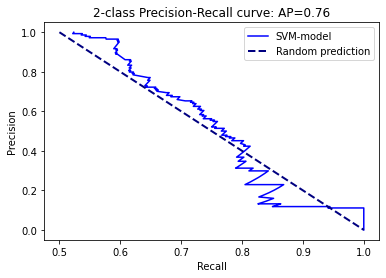 2-class Precision-Recall curve: AP=0.76
SVM-model
Random prediction
Precision
1.0
0.8
0.6
0.4
0.2
0.0
0.5
0.6
0.7
0.8
0.9
1.0
Recall